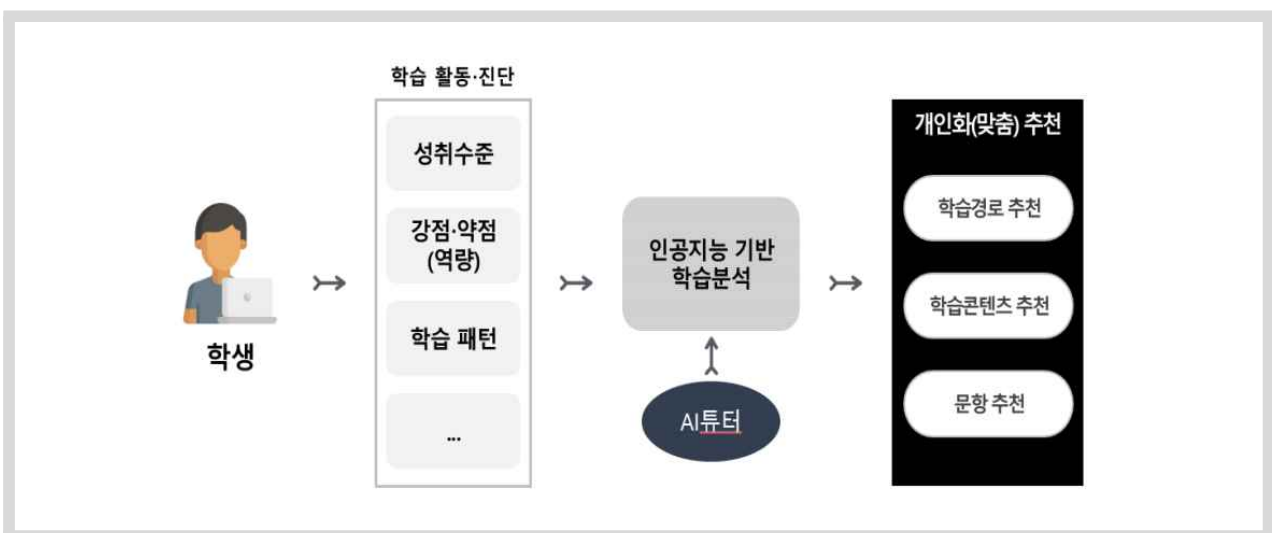 학생
학습 활동·진단
성취수준
강점·약점
(역량)
학습 패턴
...
인공지능 기반
학습분석
AI튜터
개인화(맞춤) 추천
학습경로 추천
학습콘텐츠 추천
문항 추천